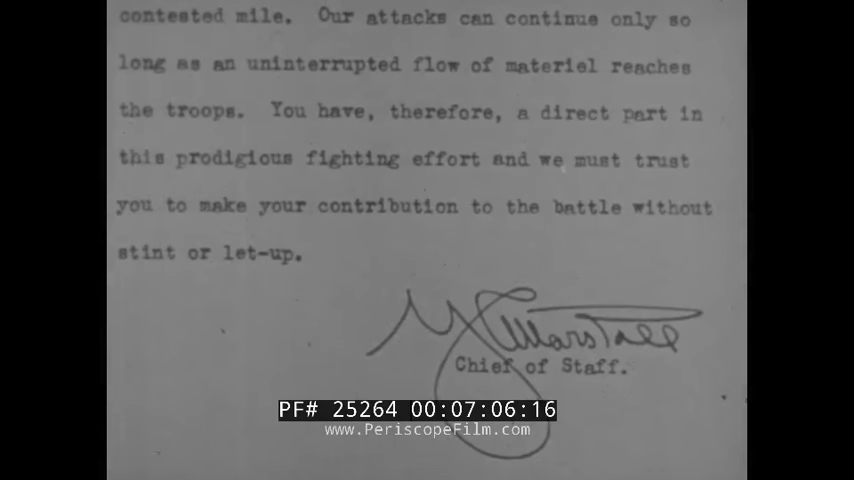 contested mile. Our attacks can continue only so
long as an uninterrupted flow of materiel reaches
the troops. You have, therefore, a direct part in
this prodigious fighting effort and we must trust
you to make your contribution to the battle without
stint or let-up.
G. C. Marshall
Chief of Staff.
PF# 25264 00:07:06:16
www.PeriscopeFilm.com